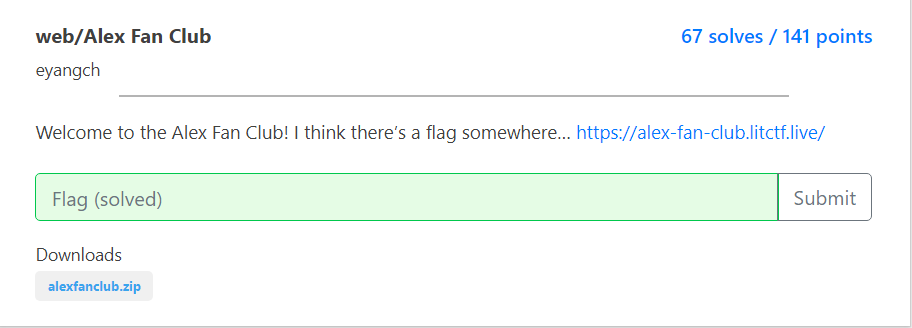 web/Alex Fan Club
67 solves / 141 points
eyangch
Welcome to the Alex Fan Club! I think there’s a flag somewhere... https://alex-fan-club.litctf.live/
Flag (solved)
Submit
Downloads
alexfanclub.zip